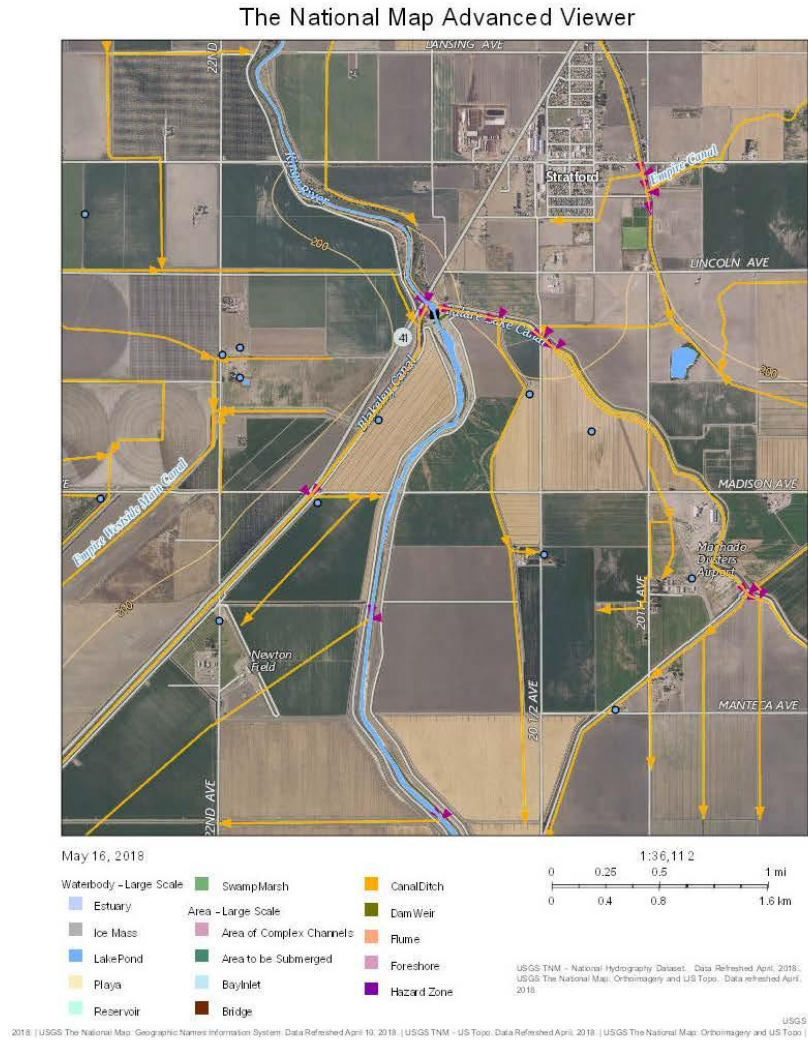 The National Map Advanced Viewer
22ND
LANSING AVE
Kings River
Empire Canal
Stratford
200
LINCOLN AVE
41
Tulare Lake Canal
200
Blakeley Canal
Empire Westside Main Canal
MADISON AVE
Machado
Dusters
Airport
20TH AVE
200
Newton
Field
20 1/2 AVE
MANTECA AVE
22ND AVE
May 16, 2018
1:36,112
0 0.25 0.5 1 mi
0 0.4 0.8 1.6 km
Waterbody - Large Scale
Estuary
Ice Mass
LakePond
Playa
Reservoir
SwampMarsh
Area - Large Scale
Area of Complex Channels
Area to be Submerged
BayInlet
Bridge
CanalDitch
DamWeir
Flume
Foreshore
Hazard Zone
USGS TNM – National Hydrography Dataset. Data Refreshed April, 2018.,
USGS The National Map: Orthoimagery and US Topo. Data refreshed April,
2018.
USGS
2018. | USGS The National Map: Geographic Names Information System. Data Refreshed April 10, 2018. | USGS TNM – US Topo. Data Refreshed April, 2018. | USGS The National Map: Orthoimagery and US Topo |